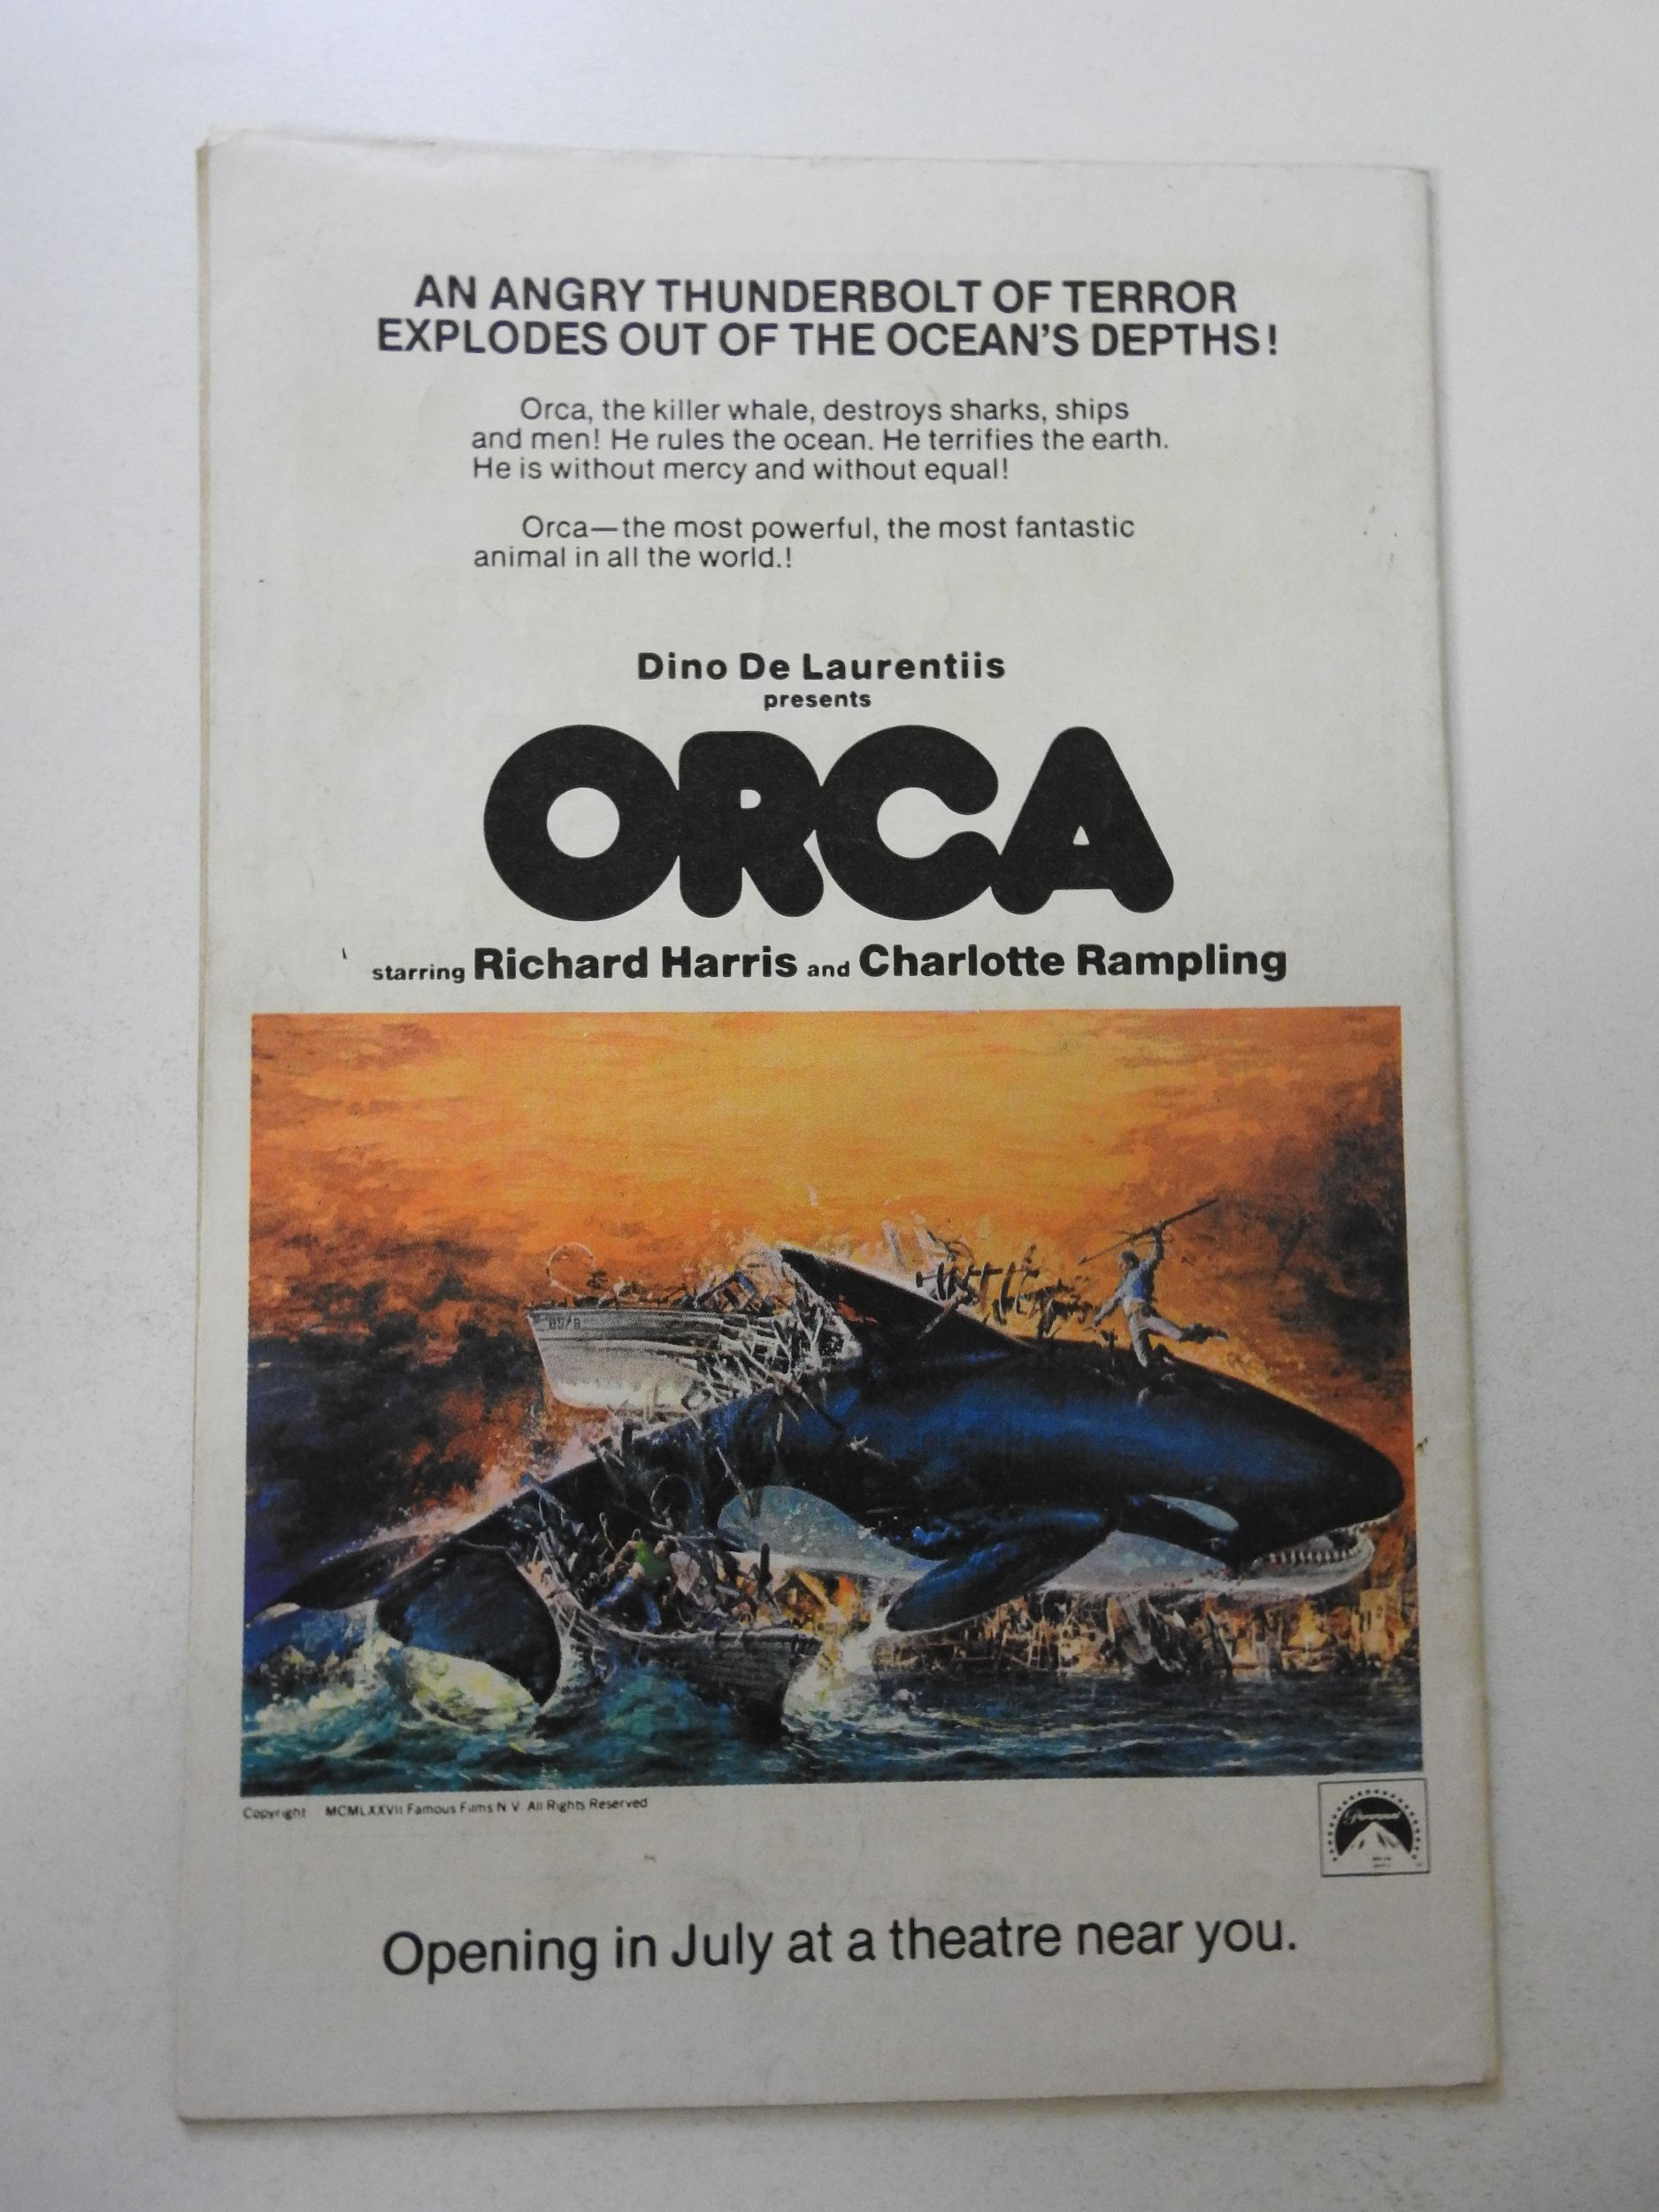 AN ANGRY THUNDERBOLT OF TERROR
EXPLODES OUT OF THE OCEAN'S DEPTHS!
Orca, the killer whale, destroys sharks, ships
and men! He rules the ocean. He terrifies the earth.
He is without mercy and without equal!
Orca—the most powerful, the most fantastic
animal in all the world.!
Dino De Laurentiis
presents
ORCA
starring Richard Harris and Charlotte Rampling
Copyright MCMLXXVII Famous Films N V All Rights Reserved
Paramount
Opening in July at a theatre near you.